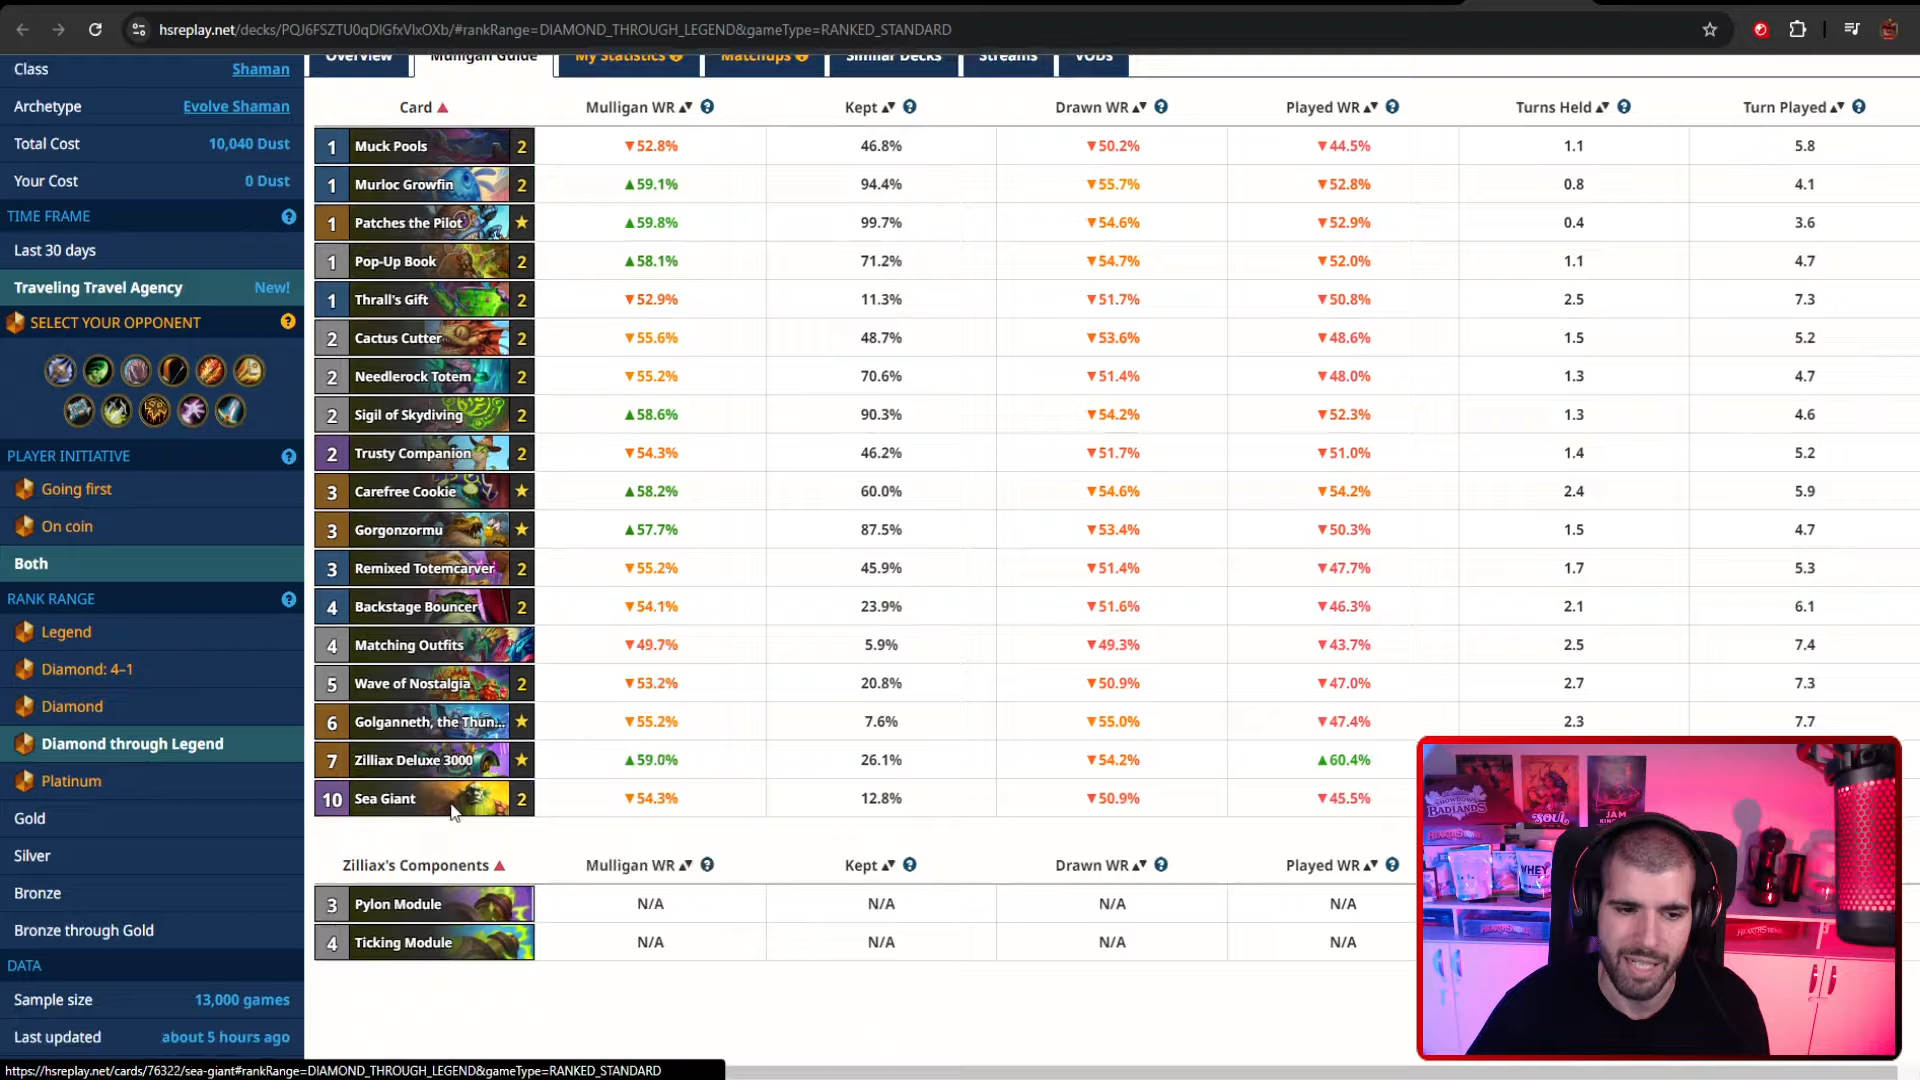 hsreplay.net/decks/PQJ6FSZTU0qDlGfxVlxOXb/#rankRange=DIAMOND_THROUGH_LEGEND&gameType=RANKED_STANDARD
Overview Mulligan Guide My Statistics Matchups Similar Decks Streams VODs
Class Shaman
Archetype Evolve Shaman
Total Cost 10,040 Dust
Your Cost 0 Dust
TIME FRAME ?
Last 30 days
Traveling Travel Agency New!
SELECT YOUR OPPONENT ?
PLAYER INITIATIVE ?
Going first
On coin
Both
RANK RANGE ?
Legend
Diamond: 4–1
Diamond
Diamond through Legend
Platinum
Gold
Silver
Bronze
Bronze through Gold
DATA
Sample size 13,000 games
Last updated about 5 hours ago
Card ▲ Mulligan WR ▲▼ ? Kept ▲▼ ? Drawn WR ▲▼ ? Played WR ▲▼ ? Turns Held ▲▼ ? Turn Played ▲▼ ?
1 Muck Pools 2 ▼52.8% 46.8% ▼50.2% ▼44.5% 1.1 5.8
1 Murloc Growfin 2 ▲59.1% 94.4% ▼55.7% ▼52.8% 0.8 4.1
1 Patches the Pilot ★ ▲59.8% 99.7% ▼54.6% ▼52.9% 0.4 3.6
1 Pop-Up Book 2 ▲58.1% 71.2% ▼54.7% ▼52.0% 1.1 4.7
1 Thrall's Gift 2 ▼52.9% 11.3% ▼51.7% ▼50.8% 2.5 7.3
2 Cactus Cutter 2 ▼55.6% 48.7% ▼53.6% ▼48.6% 1.5 5.2
2 Needlerock Totem 2 ▼55.2% 70.6% ▼51.4% ▼48.0% 1.3 4.7
2 Sigil of Skydiving 2 ▲58.6% 90.3% ▼54.2% ▼52.3% 1.3 4.6
2 Trusty Companion 2 ▼54.3% 46.2% ▼51.7% ▼51.0% 1.4 5.2
3 Carefree Cookie ★ ▲58.2% 60.0% ▼54.6% ▼54.2% 2.4 5.9
3 Gorgonzormu ★ ▲57.7% 87.5% ▼53.4% ▼50.3% 1.5 4.7
3 Remixed Totemcarver 2 ▼55.2% 45.9% ▼51.4% ▼47.7% 1.7 5.3
4 Backstage Bouncer 2 ▼54.1% 23.9% ▼51.6% ▼46.3% 2.1 6.1
4 Matching Outfits ▼49.7% 5.9% ▼49.3% ▼43.7% 2.5 7.4
5 Wave of Nostalgia 2 ▼53.2% 20.8% ▼50.9% ▼47.0% 2.7 7.3
6 Golganneth, the Thun... ★ ▼55.2% 7.6% ▼55.0% ▼47.4% 2.3 7.7
7 Zilliax Deluxe 3000 ★ ▲59.0% 26.1% ▼54.2% ▲60.4%
10 Sea Giant 2 ▼54.3% 12.8% ▼50.9% ▼45.5%
Zilliax's Components ▲ Mulligan WR ▲▼ ? Kept ▲▼ ? Drawn WR ▲▼ ? Played WR ▲▼ ?
3 Pylon Module N/A N/A N/A N/A
4 Ticking Module N/A N/A N/A N/A
SHOWDOWN
BADLANDS
SOUL
JAM
WHEY
https://hsreplay.net/cards/76322/sea-giant#rankRange=DIAMOND_THROUGH_LEGEND&gameType=RANKED_STANDARD